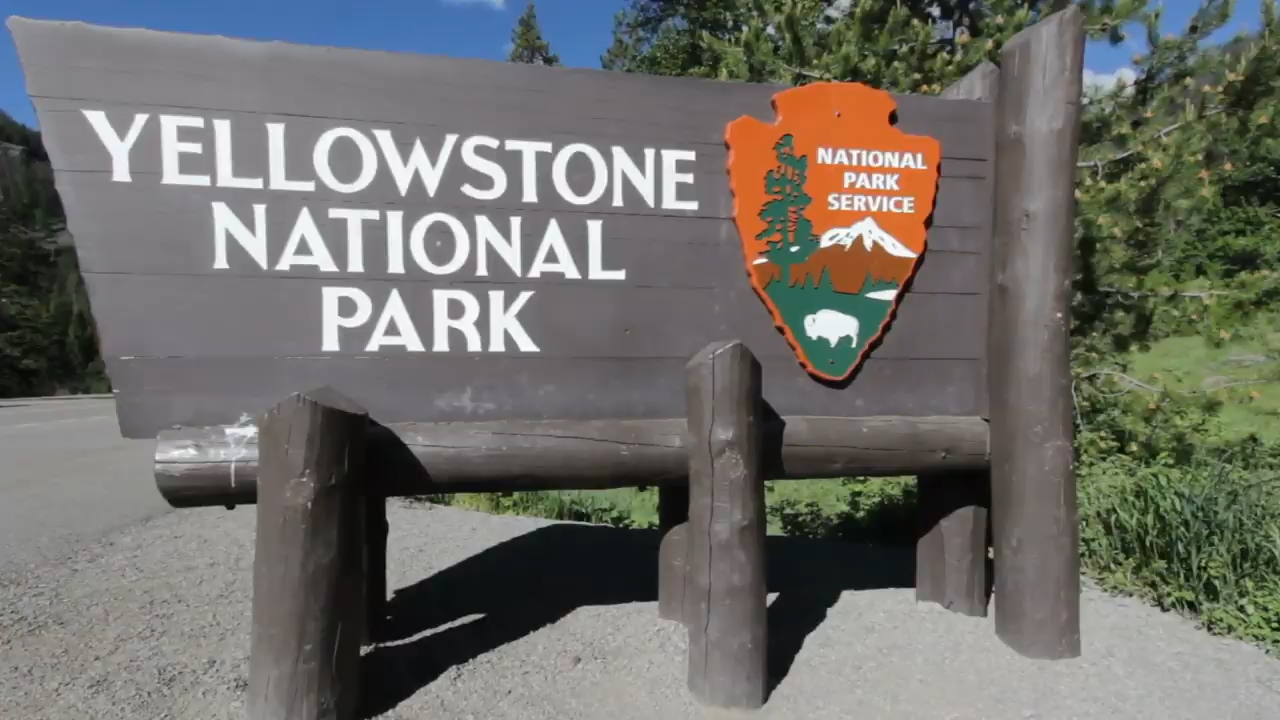 YELLOWSTONE
NATIONAL
PARK
NATIONAL
PARK
SERVICE